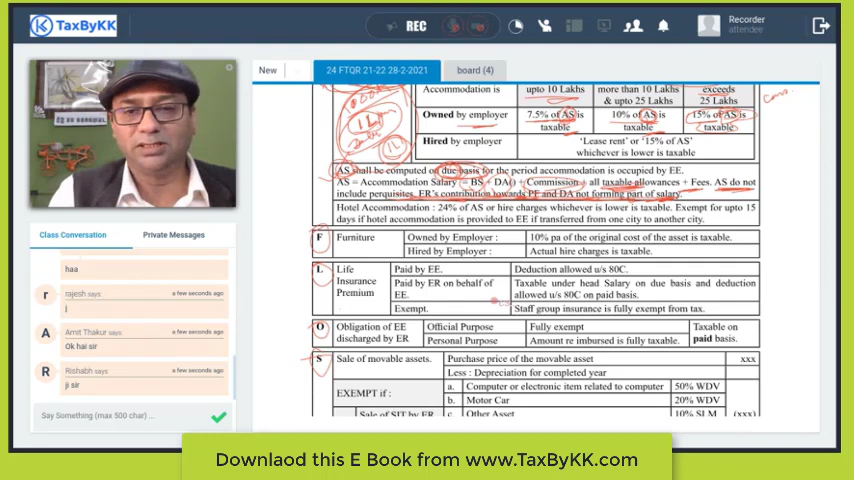 TaxByKK
REC
Recorder
attendee
New
24 FTQR 21-22 28-2-2021
board (4)
Class Conversation
Private Messages
haa
r
rajesh says:
a few seconds ago
A
Amit Thakur says:
a few seconds ago
Ok hai sir
R
Rishabh says:
a few seconds ago
ji sir
Say Something (max 500 char) ...
Accommodation is
upto 10 Lakhs
more than 10 Lakhs
& upto 25 Lakhs
exceeds
25 Lakhs
Owned by employer
7.5% of AS is
taxable
10% of AS is
taxable
15% of AS is
taxable
Hired by employer
'Lease rent' or '15% of AS'
whichever is lower is taxable
AS shall be computed on due basis for the period accommodation is occupied by EE.
AS = Accommodation Salary = BS + DA() + Commission + all taxable allowances + Fees. AS do not
include perquisites, ER's contribution towards PF and DA not forming part of salary.
Hotel Accommodation : 24% of AS or hire charges whichever is lower is taxable. Exempt for upto 15
days if hotel accommodation is provided to EE if transferred from one city to another city.
F
Furniture
Owned by Employer :
10% pa of the original cost of the asset is taxable.
Hired by Employer :
Actual hire charges is taxable.
L
Life
Insurance
Premium
Paid by EE.
Deduction allowed u/s 80C.
Paid by ER on behalf of
EE.
Taxable under head Salary on due basis and deduction
allowed u/s 80C on paid basis.
Exempt.
Staff group insurance is fully exempt from tax.
O
Obligation of EE
discharged by ER
Official Purpose
Fully exempt
Personal Purpose
Amount re imbursed is fully taxable.
Taxable on
paid basis.
S
Sale of movable assets.
Purchase price of the movable asset
xxx
Less : Depreciation for completed year
EXEMPT if :
a.
Computer or electronic item related to computer
50% WDV
b.
Motor Car
20% WDV
c.
Other Asset
10% SLM
(xxx)
Downlaod this E Book from www.TaxByKK.com